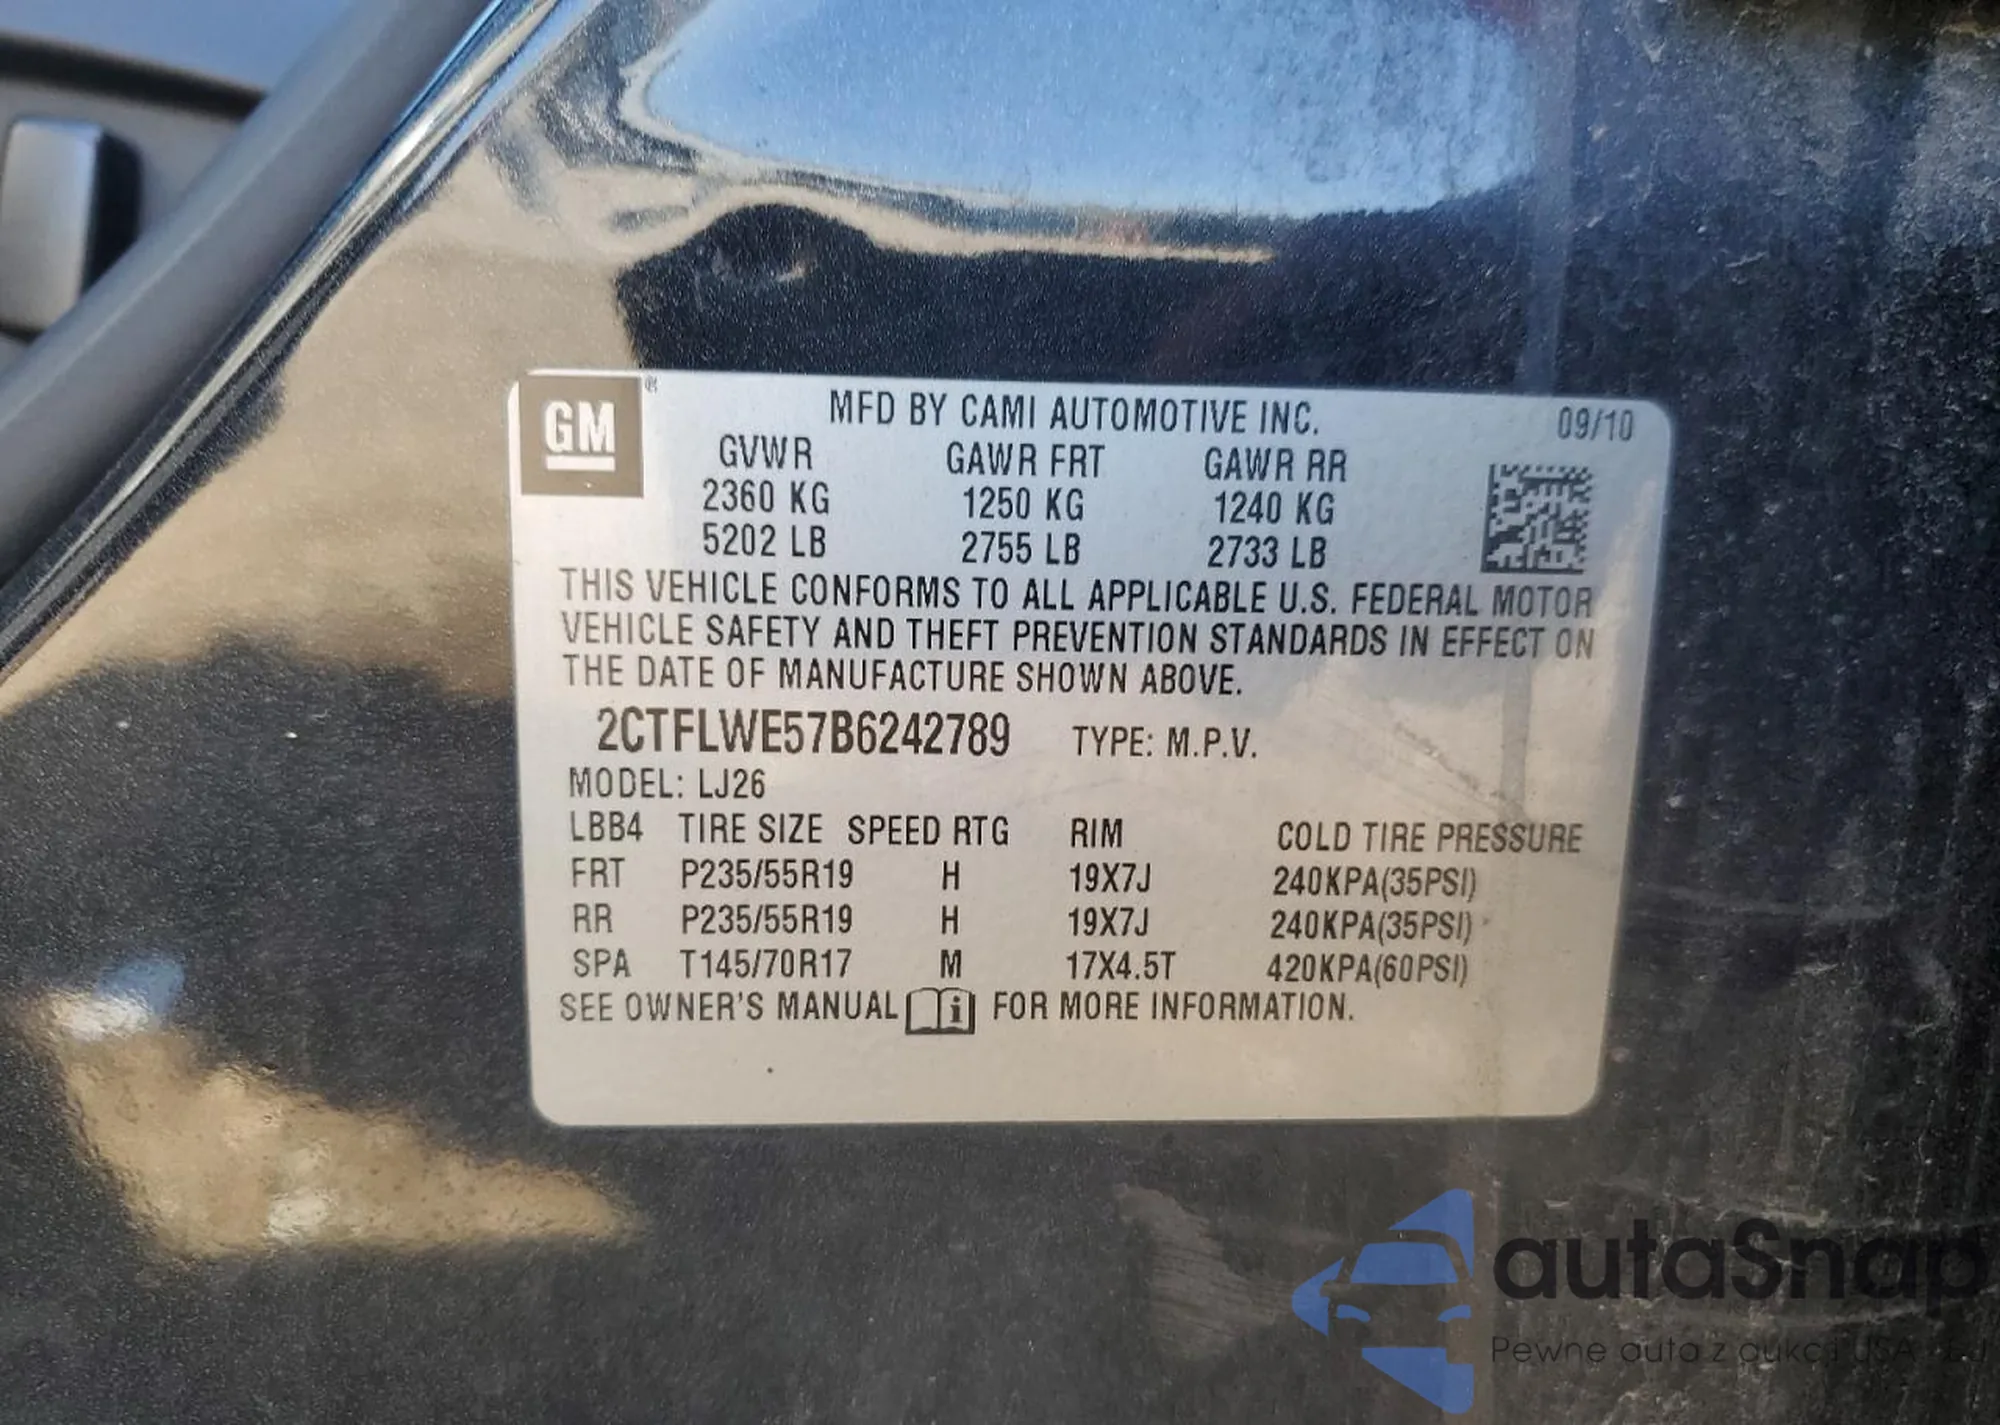 GM ®
MFD BY CAMI AUTOMOTIVE INC. 09/10
GVWR GAWR FRT GAWR RR
2360 KG 1250 KG 1240 KG
5202 LB 2755 LB 2733 LB
THIS VEHICLE CONFORMS TO ALL APPLICABLE U.S. FEDERAL MOTOR
VEHICLE SAFETY AND THEFT PREVENTION STANDARDS IN EFFECT ON
THE DATE OF MANUFACTURE SHOWN ABOVE.
2CTFLWE57B6242789 TYPE: M.P.V.
MODEL: LJ26
LBB4 TIRE SIZE SPEED RTG RIM COLD TIRE PRESSURE
FRT P235/55R19 H 19X7J 240KPA(35PSI)
RR P235/55R19 H 19X7J 240KPA(35PSI)
SPA T145/70R17 M 17X4.5T 420KPA(60PSI)
SEE OWNER'S MANUAL i FOR MORE INFORMATION.
autaSnap
Pewne auta z aukcji USA